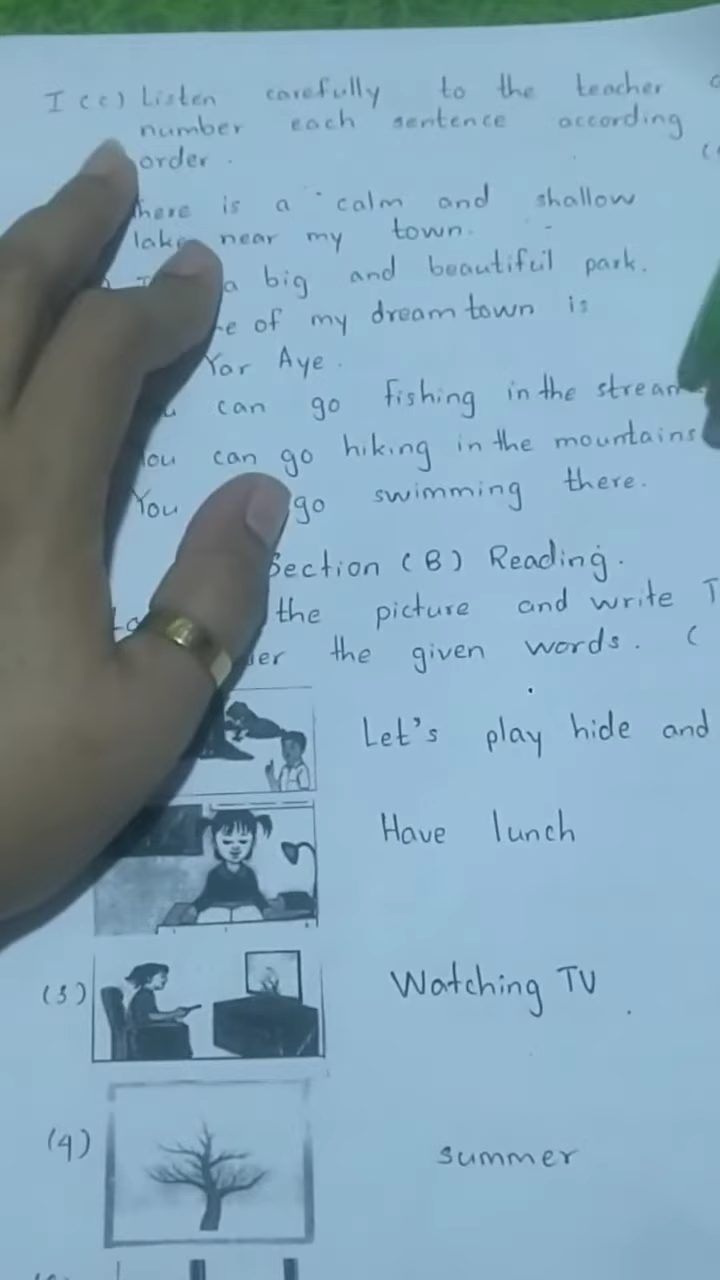 I (c) Listen carefully to the teacher
number each sentence according
order.
here is a calm and shallow
lake near my town.
a big and beautiful park.
of my dream town is
Yar Aye.
can go fishing in the stream
You can go hiking in the mountains
You go swimming there.
Section (B) Reading.
the picture and write T
the given words. (
Let's play hide and
Have lunch
(3) Watching TV
(4) summer